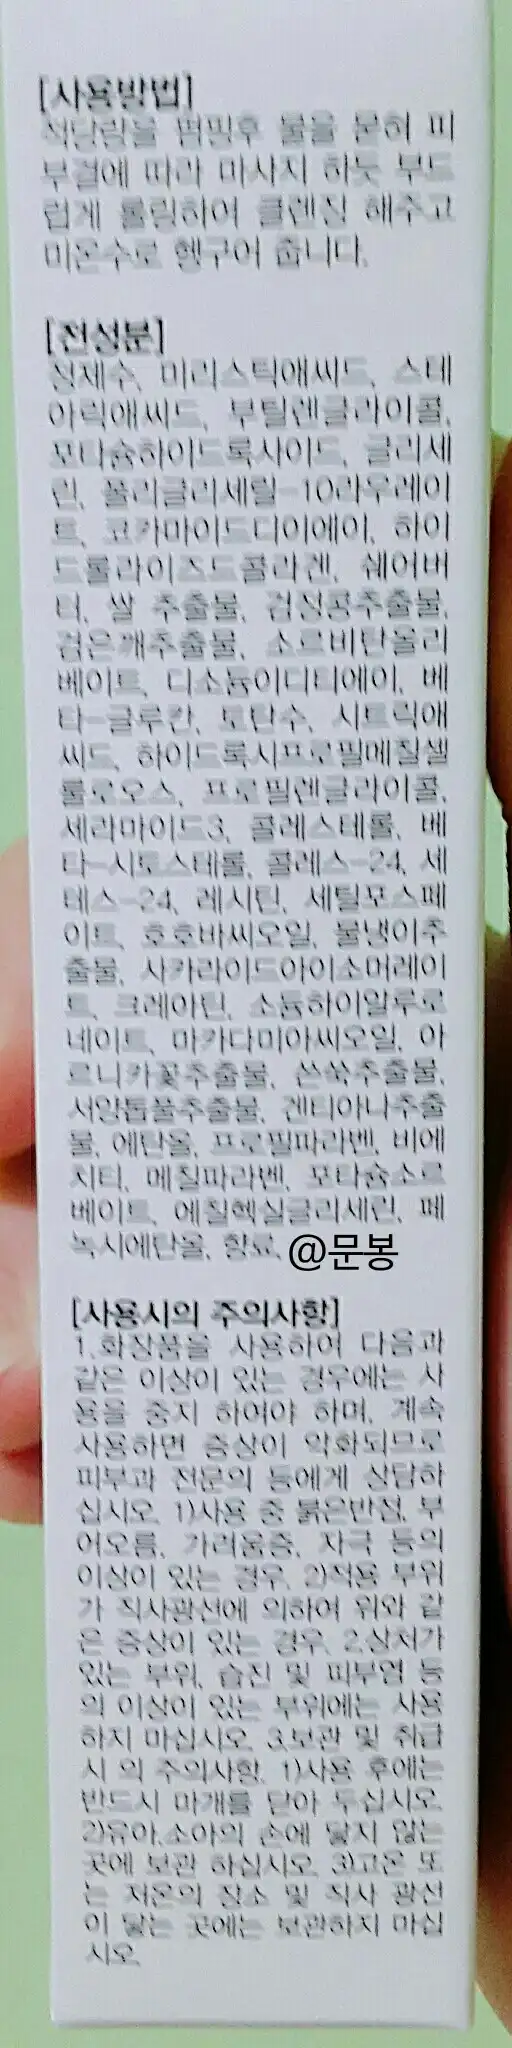 [사용방법]
적당량을 펌핑후 물을 묻혀 피
부결에 따라 마사지 하듯 부드
럽게 롤링하여 클렌징 해주고
미온수로 헹구어 줍니다.
[전성분]
정제수, 미리스틱애씨드, 스테
아릭애씨드, 부틸렌글라이콜,
포타슘하이드록사이드, 글리세
린, 폴리글리세릴-10라우레이
트, 코카마이드디이에이, 하이
드롤라이즈드콜라겐, 쉐어버
터, 쌀 추출물, 검정콩추출물,
검은깨추출물, 소르비탄올리
베이트, 디소듐이디티에이, 베
타-글루칸, 토탄수, 시트릭애
씨드, 하이드록시프로필메칠셀
룰로오스, 프로필렌글라이콜,
세라마이드3, 콜레스테롤, 베
타-시토스테롤, 콜레스-24, 세
테스-24, 레시틴, 세틸포스페
이트, 호호바씨오일, 물냉이추
출물, 사카라이드아이소머레이
트, 크레아틴, 소듐하이알루로
네이트, 마카다미아씨오일, 아
르니카꽃추출물, 쓴쑥추출물,
서양톱풀추출물, 겐티아나추출
물, 에탄올, 프로필파라벤, 비에
치티, 메칠파라벤, 포타슘소르
베이트, 에칠헥실글리세린, 페
녹시에탄올, 향료, @문봉
[사용시의 주의사항]
1.화장품을 사용하여 다음과
같은 이상이 있는 경우에는 사
용을 중지 하여야 하며, 계속
사용하면 증상이 악화되므로
피부과 전문의 등에게 상담하
십시오. 1)사용 중 붉은반점, 부
어오름, 가려움증, 자극 등의
이상이 있는 경우, 2)적용 부위
가 직사광선에 의하여 위와 같
은 증상이 있는 경우, 2.상처가
있는 부위, 습진 및 피부염 등
의 이상이 있는 부위에는 사용
하지 마십시오. 3.보관 및 취급
시 의 주의사항. 1)사용 후에는
반드시 마개를 닫아 두십시오.
2)유아.소아의 손에 닿지 않는
곳에 보관 하십시오. 3)고온 또
는 저온의 장소 및 직사 광선
이 닿는 곳에는 보관하지 마십
시오.